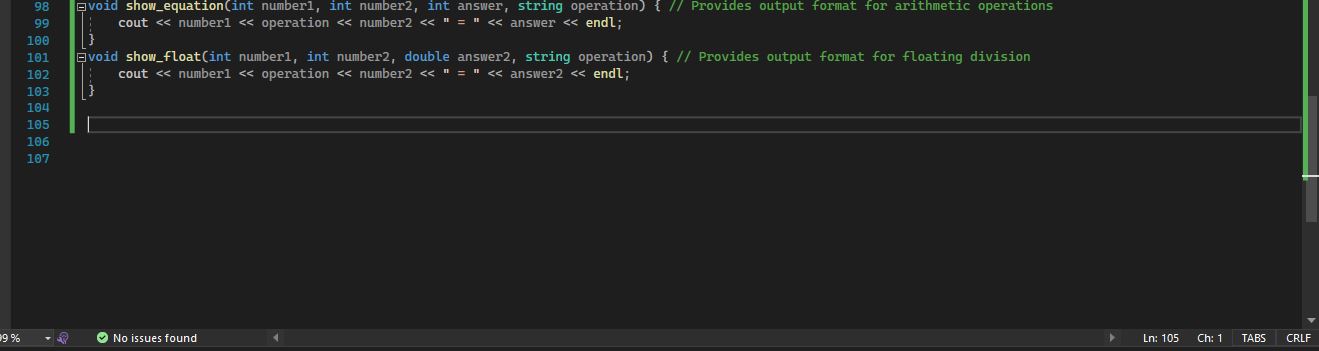 98 void show_equation(int number1, int number2, int answer, string operation) { // Provides output format for arithmetic operations
99 cout << number1 << operation << number2 << " = " << answer << endl;
100 }
101 void show_float(int number1, int number2, double answer2, string operation) { // Provides output format for floating division
102 cout << number1 << operation << number2 << " = " << answer2 << endl;
103 }
104
105
106
107
99 % No issues found Ln: 105 Ch: 1 TABS CRLF